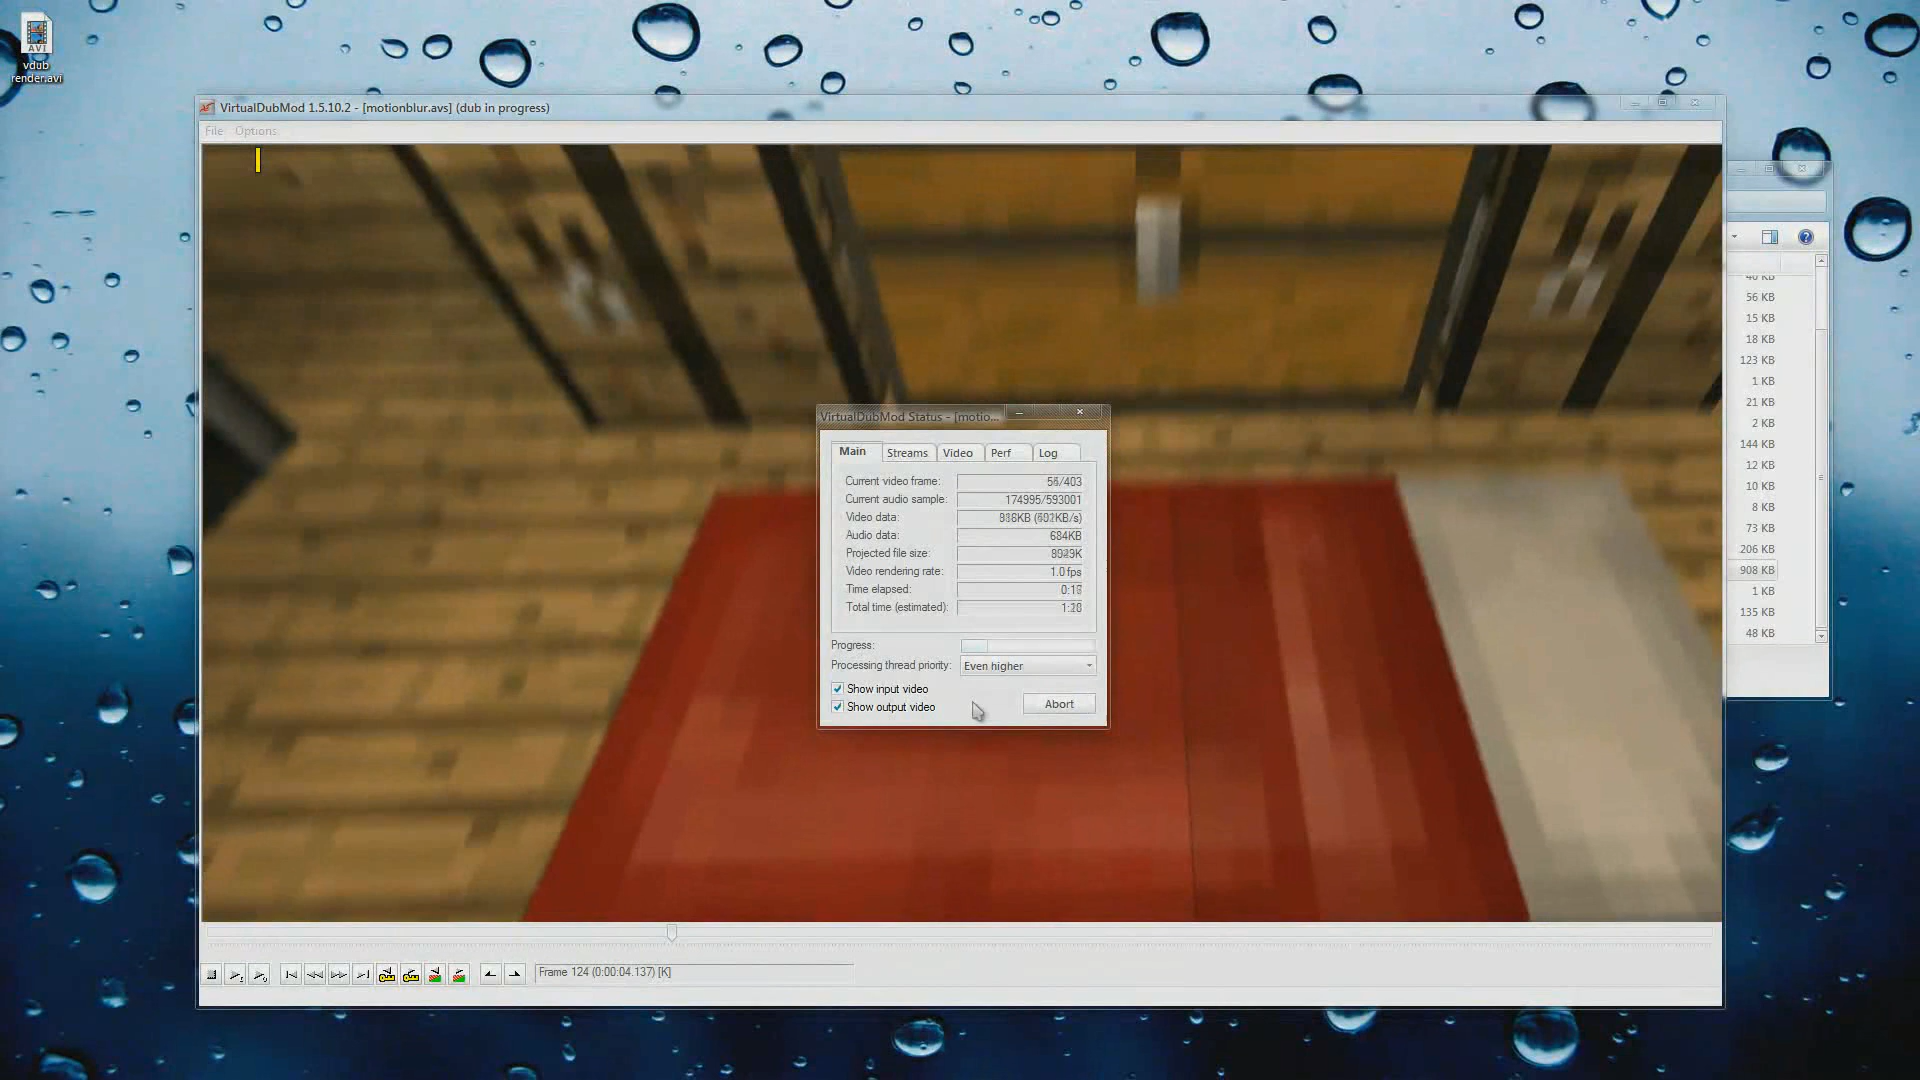 AVI
vdub
render.avi
VirtualDubMod 1.5.10.2 - [motionblur.avs] (dub in progress)
File Options
VirtualDubMod Status - [motio...
Main Streams Video Perf Log
Current video frame: /403
Current audio sample: 174995/593001
Video data:
Audio data: 684KB
Projected file size:
Video rendering rate: 1.0 fps
Time elapsed:
Total time (estimated):
Progress:
Processing thread priority: Even higher
Show input video
Show output video
Abort
Frame 124 (0:00:04.137) [K]
40 KB
56 KB
15 KB
18 KB
123 KB
1 KB
21 KB
2 KB
144 KB
12 KB
10 KB
8 KB
73 KB
206 KB
908 KB
1 KB
135 KB
48 KB